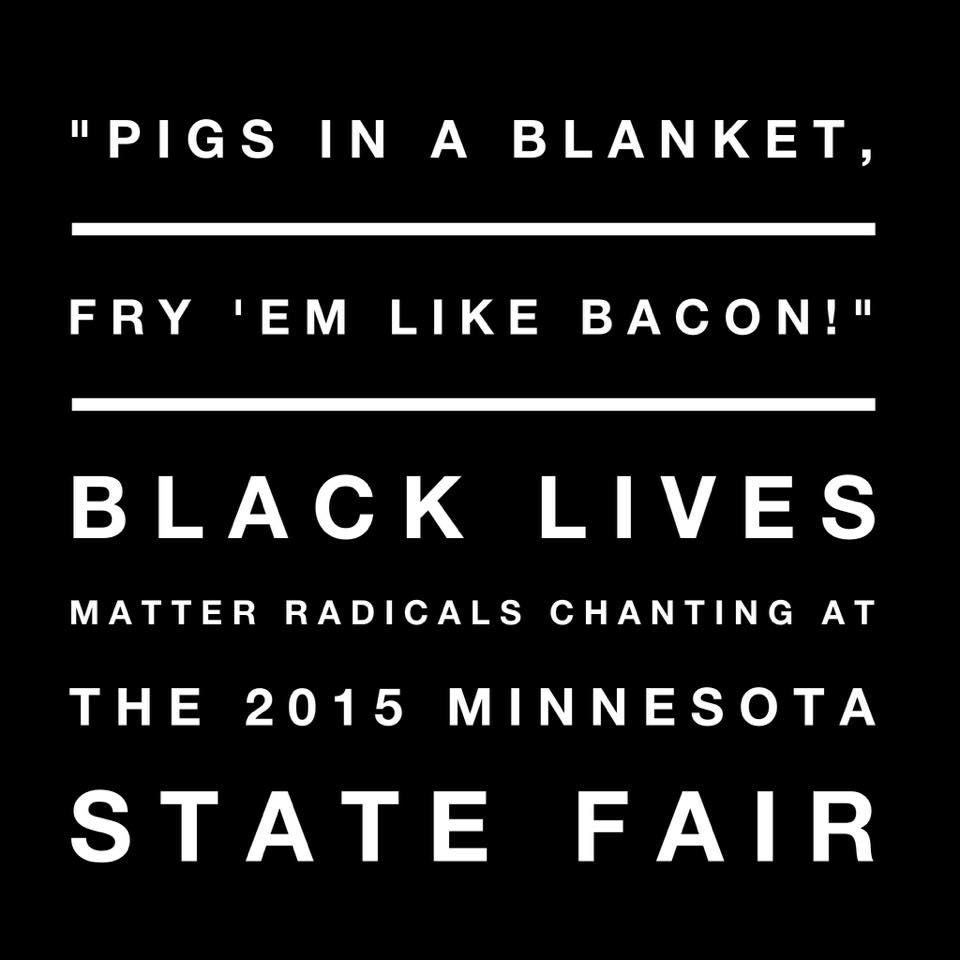 "PIGS IN A BLANKET,
FRY 'EM LIKE BACON!"
BLACK LIVES
MATTER RADICALS CHANTING AT
THE 2015 MINNESOTA
STATE FAIR